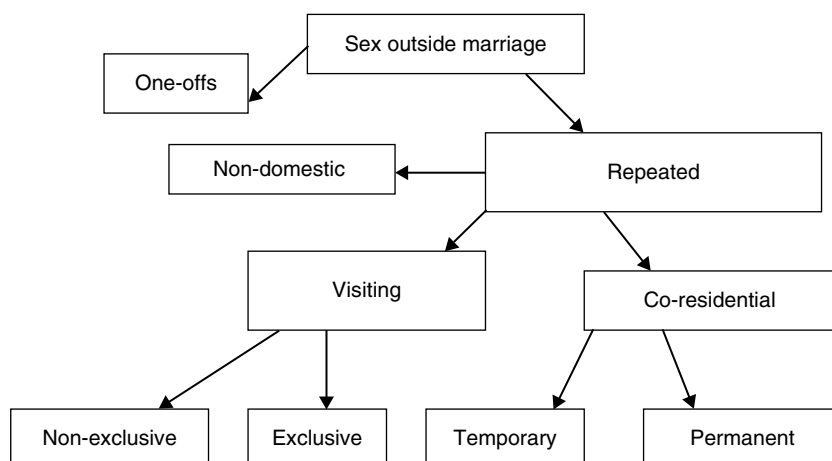 Sex outside marriage
One-offs
Non-domestic
Repeated
Visiting
Co-residential
Non-exclusive
Exclusive
Temporary
Permanent